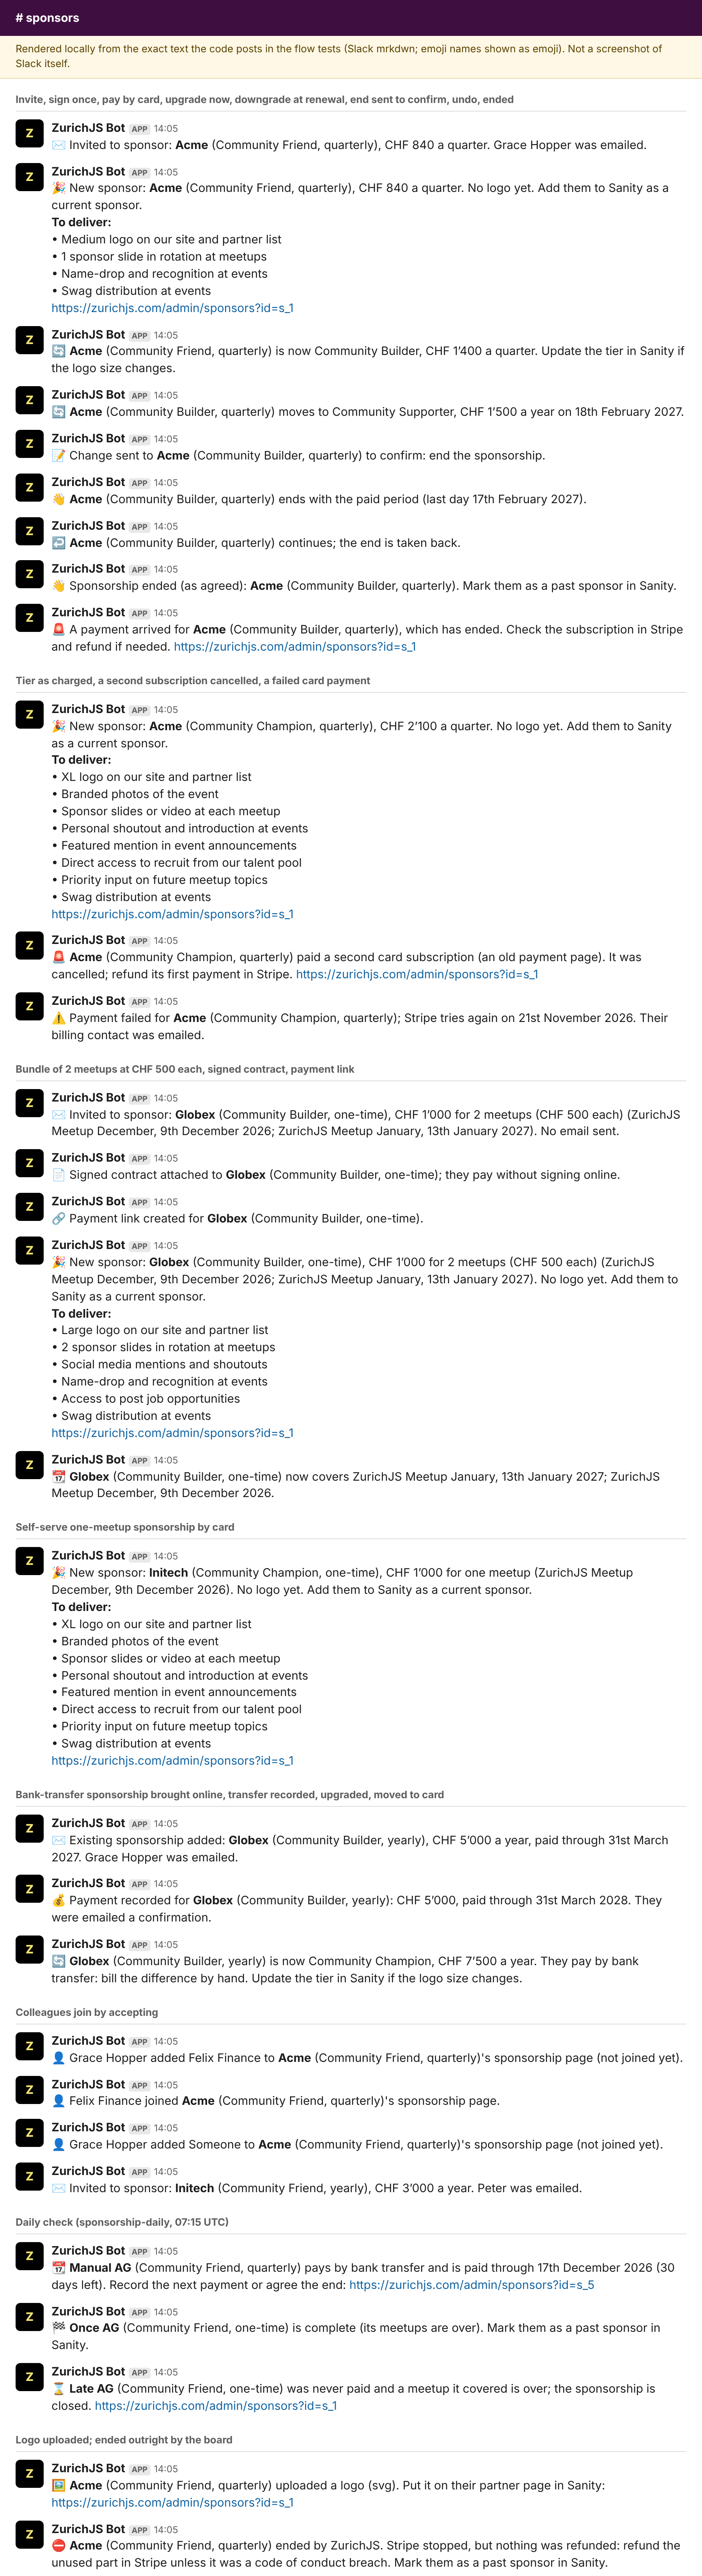 # sponsors
Rendered locally from the exact text the code posts in the flow tests (Slack mrkdwn; emoji names shown as emoji). Not a screenshot of
Slack itself.
Invite, sign once, pay by card, upgrade now, downgrade at renewal, end sent to confirm, undo, ended
Z
ZurichJS Bot APP 14:05
✉️ Invited to sponsor: Acme (Community Friend, quarterly), CHF 840 a quarter. Grace Hopper was emailed.
Z
ZurichJS Bot APP 14:05
🎉 New sponsor: Acme (Community Friend, quarterly), CHF 840 a quarter. No logo yet. Add them to Sanity as a
current sponsor.
To deliver:
• Medium logo on our site and partner list
• 1 sponsor slide in rotation at meetups
• Name-drop and recognition at events
• Swag distribution at events
https://zurichjs.com/admin/sponsors?id=s_1
Z
ZurichJS Bot APP 14:05
🔄 Acme (Community Friend, quarterly) is now Community Builder, CHF 1’400 a quarter. Update the tier in Sanity if
the logo size changes.
Z
ZurichJS Bot APP 14:05
🔄 Acme (Community Builder, quarterly) moves to Community Supporter, CHF 1’500 a year on 18th February 2027.
Z
ZurichJS Bot APP 14:05
📝 Change sent to Acme (Community Builder, quarterly) to confirm: end the sponsorship.
Z
ZurichJS Bot APP 14:05
👋 Acme (Community Builder, quarterly) ends with the paid period (last day 17th February 2027).
Z
ZurichJS Bot APP 14:05
↩️ Acme (Community Builder, quarterly) continues; the end is taken back.
Z
ZurichJS Bot APP 14:05
👋 Sponsorship ended (as agreed): Acme (Community Builder, quarterly). Mark them as a past sponsor in Sanity.
Z
ZurichJS Bot APP 14:05
🚨 A payment arrived for Acme (Community Builder, quarterly), which has ended. Check the subscription in Stripe
and refund if needed. https://zurichjs.com/admin/sponsors?id=s_1
Tier as charged, a second subscription cancelled, a failed card payment
Z
ZurichJS Bot APP 14:05
🎉 New sponsor: Acme (Community Champion, quarterly), CHF 2’100 a quarter. No logo yet. Add them to Sanity
as a current sponsor.
To deliver:
• XL logo on our site and partner list
• Branded photos of the event
• Sponsor slides or video at each meetup
• Personal shoutout and introduction at events
• Featured mention in event announcements
• Direct access to recruit from our talent pool
• Priority input on future meetup topics
• Swag distribution at events
https://zurichjs.com/admin/sponsors?id=s_1
Z
ZurichJS Bot APP 14:05
🚨 Acme (Community Champion, quarterly) paid a second card subscription (an old payment page). It was
cancelled; refund its first payment in Stripe. https://zurichjs.com/admin/sponsors?id=s_1
Z
ZurichJS Bot APP 14:05
⚠️ Payment failed for Acme (Community Champion, quarterly); Stripe tries again on 21st November 2026. Their
billing contact was emailed.
Bundle of 2 meetups at CHF 500 each, signed contract, payment link
Z
ZurichJS Bot APP 14:05
✉️ Invited to sponsor: Globex (Community Builder, one-time), CHF 1’000 for 2 meetups (CHF 500 each) (ZurichJS
Meetup December, 9th December 2026; ZurichJS Meetup January, 13th January 2027). No email sent.
Z
ZurichJS Bot APP 14:05
📄 Signed contract attached to Globex (Community Builder, one-time); they pay without signing online.
Z
ZurichJS Bot APP 14:05
🔗 Payment link created for Globex (Community Builder, one-time).
Z
ZurichJS Bot APP 14:05
🎉 New sponsor: Globex (Community Builder, one-time), CHF 1’000 for 2 meetups (CHF 500 each) (ZurichJS
Meetup December, 9th December 2026; ZurichJS Meetup January, 13th January 2027). No logo yet. Add them to
Sanity as a current sponsor.
To deliver:
• Large logo on our site and partner list
• 2 sponsor slides in rotation at meetups
• Social media mentions and shoutouts
• Name-drop and recognition at events
• Access to post job opportunities
• Swag distribution at events
https://zurichjs.com/admin/sponsors?id=s_1
Z
ZurichJS Bot APP 14:05
📆 Globex (Community Builder, one-time) now covers ZurichJS Meetup January, 13th January 2027; ZurichJS
Meetup December, 9th December 2026.
Self-serve one-meetup sponsorship by card
Z
ZurichJS Bot APP 14:05
🎉 New sponsor: Initech (Community Champion, one-time), CHF 1’000 for one meetup (ZurichJS Meetup
December, 9th December 2026). No logo yet. Add them to Sanity as a current sponsor.
To deliver:
• XL logo on our site and partner list
• Branded photos of the event
• Sponsor slides or video at each meetup
• Personal shoutout and introduction at events
• Featured mention in event announcements
• Direct access to recruit from our talent pool
• Priority input on future meetup topics
• Swag distribution at events
https://zurichjs.com/admin/sponsors?id=s_1
Bank-transfer sponsorship brought online, transfer recorded, upgraded, moved to card
Z
ZurichJS Bot APP 14:05
✉️ Existing sponsorship added: Globex (Community Builder, yearly), CHF 5’000 a year, paid through 31st March
2027. Grace Hopper was emailed.
Z
ZurichJS Bot APP 14:05
💰 Payment recorded for Globex (Community Builder, yearly): CHF 5’000, paid through 31st March 2028. They
were emailed a confirmation.
Z
ZurichJS Bot APP 14:05
🔄 Globex (Community Builder, yearly) is now Community Champion, CHF 7’500 a year. They pay by bank
transfer: bill the difference by hand. Update the tier in Sanity if the logo size changes.
Colleagues join by accepting
Z
ZurichJS Bot APP 14:05
👤 Grace Hopper added Felix Finance to Acme (Community Friend, quarterly)'s sponsorship page (not joined yet).
Z
ZurichJS Bot APP 14:05
👤 Felix Finance joined Acme (Community Friend, quarterly)'s sponsorship page.
Z
ZurichJS Bot APP 14:05
👤 Grace Hopper added Someone to Acme (Community Friend, quarterly)'s sponsorship page (not joined yet).
Z
ZurichJS Bot APP 14:05
✉️ Invited to sponsor: Initech (Community Friend, yearly), CHF 3’000 a year. Peter was emailed.
Daily check (sponsorship-daily, 07:15 UTC)
Z
ZurichJS Bot APP 14:05
📆 Manual AG (Community Friend, quarterly) pays by bank transfer and is paid through 17th December 2026 (30
days left). Record the next payment or agree the end: https://zurichjs.com/admin/sponsors?id=s_5
Z
ZurichJS Bot APP 14:05
🏁 Once AG (Community Friend, one-time) is complete (its meetups are over). Mark them as a past sponsor in
Sanity.
Z
ZurichJS Bot APP 14:05
⌛ Late AG (Community Friend, one-time) was never paid and a meetup it covered is over; the sponsorship is
closed. https://zurichjs.com/admin/sponsors?id=s_1
Logo uploaded; ended outright by the board
Z
ZurichJS Bot APP 14:05
🖼️ Acme (Community Friend, quarterly) uploaded a logo (svg). Put it on their partner page in Sanity:
https://zurichjs.com/admin/sponsors?id=s_1
Z
ZurichJS Bot APP 14:05
⛔ Acme (Community Friend, quarterly) ended by ZurichJS. Stripe stopped, but nothing was refunded: refund the
unused part in Stripe unless it was a code of conduct breach. Mark them as a past sponsor in Sanity.